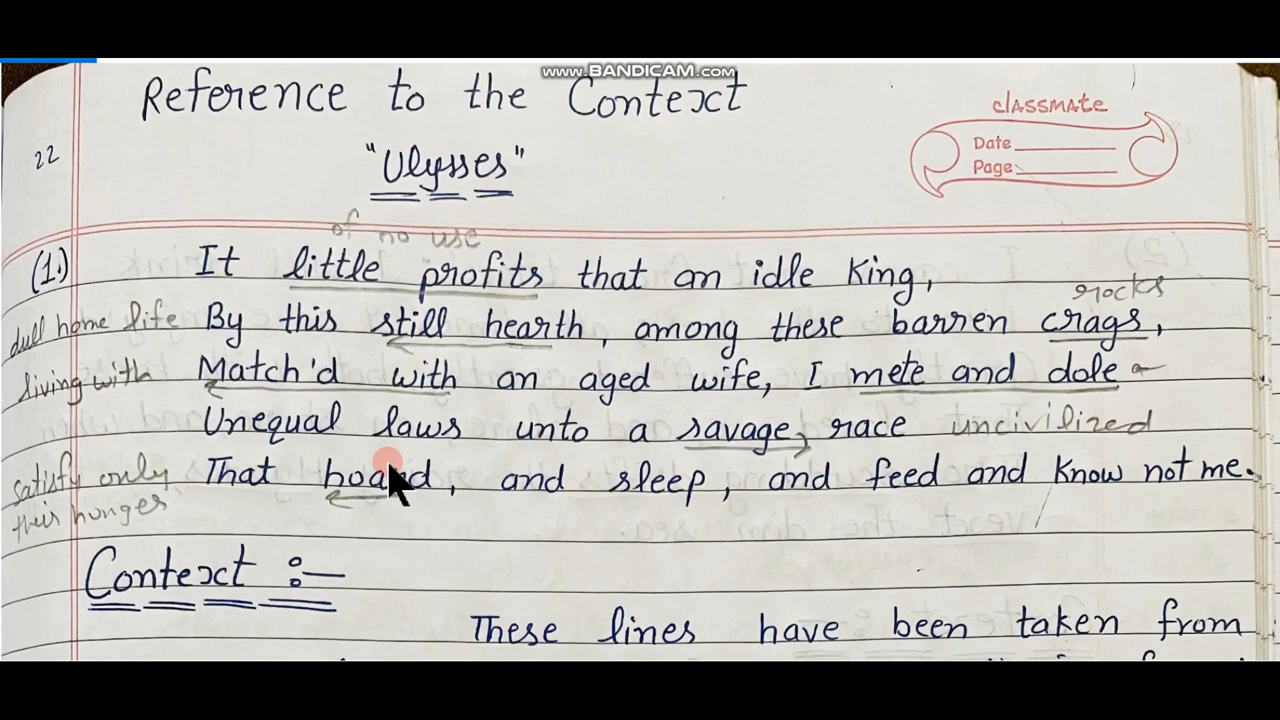 www.BANDICAM.com
Reference to the Context
classmate
Date
Page
22
"Ulysses"
of no use
(1.) It little profits that an idle King,
rocks
dull home life By this still hearth, among these barren crags,
living with Match'd with an aged wife, I mete and dole
Unequal laws unto a savage race uncivilized
satisfy only That hoard, and sleep, and feed and know not me.
their hunger
Context :-
These lines have been taken from